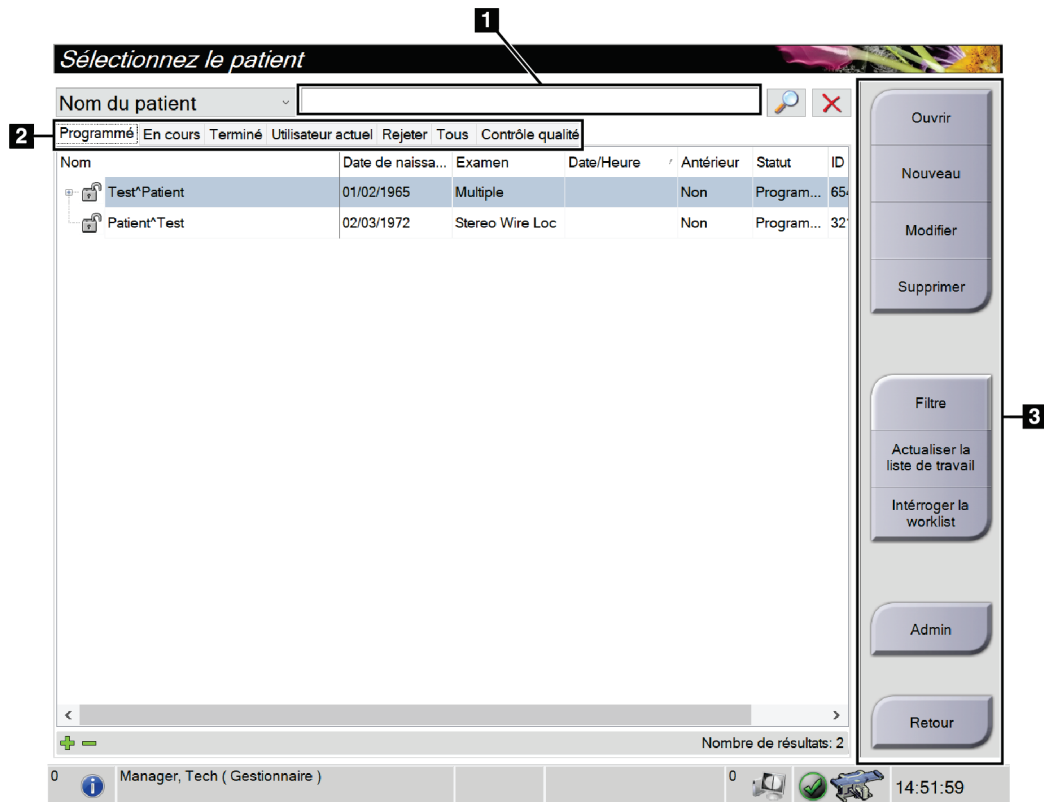 1
Sélectionnez le patient
Nom du patient
2
Programmé En cours Terminé Utilisateur actuel Rejeter Tous Contrôle qualité
Nom Date de naissa... Examen Date/Heure Antérieur Statut ID
Test^Patient 01/02/1965 Multiple Non Program... 654
Patient^Test 02/03/1972 Stereo Wire Loc Non Program... 321
Nombre de résultats: 2
Ouvrir
Nouveau
Modifier
Supprimer
Filtre
3
Actualiser la
liste de travail
Intérroger la
worklist
Admin
Retour
0 Manager, Tech ( Gestionnaire ) 0 14:51:59